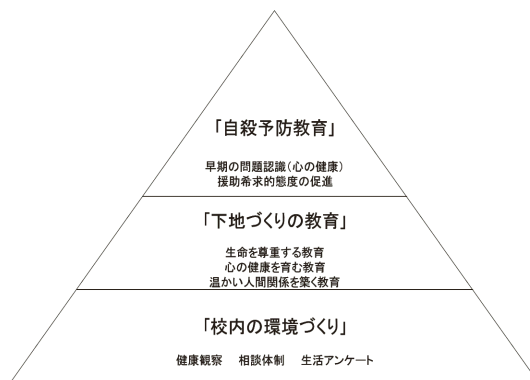 「自殺予防教育」
早期の問題認識(心の健康)
援助希求的態度の促進
「下地づくりの教育」
生命を尊重する教育
心の健康を育む教育
温かい人間関係を築く教育
「校内の環境づくり」
健康観察 相談体制 生活アンケート